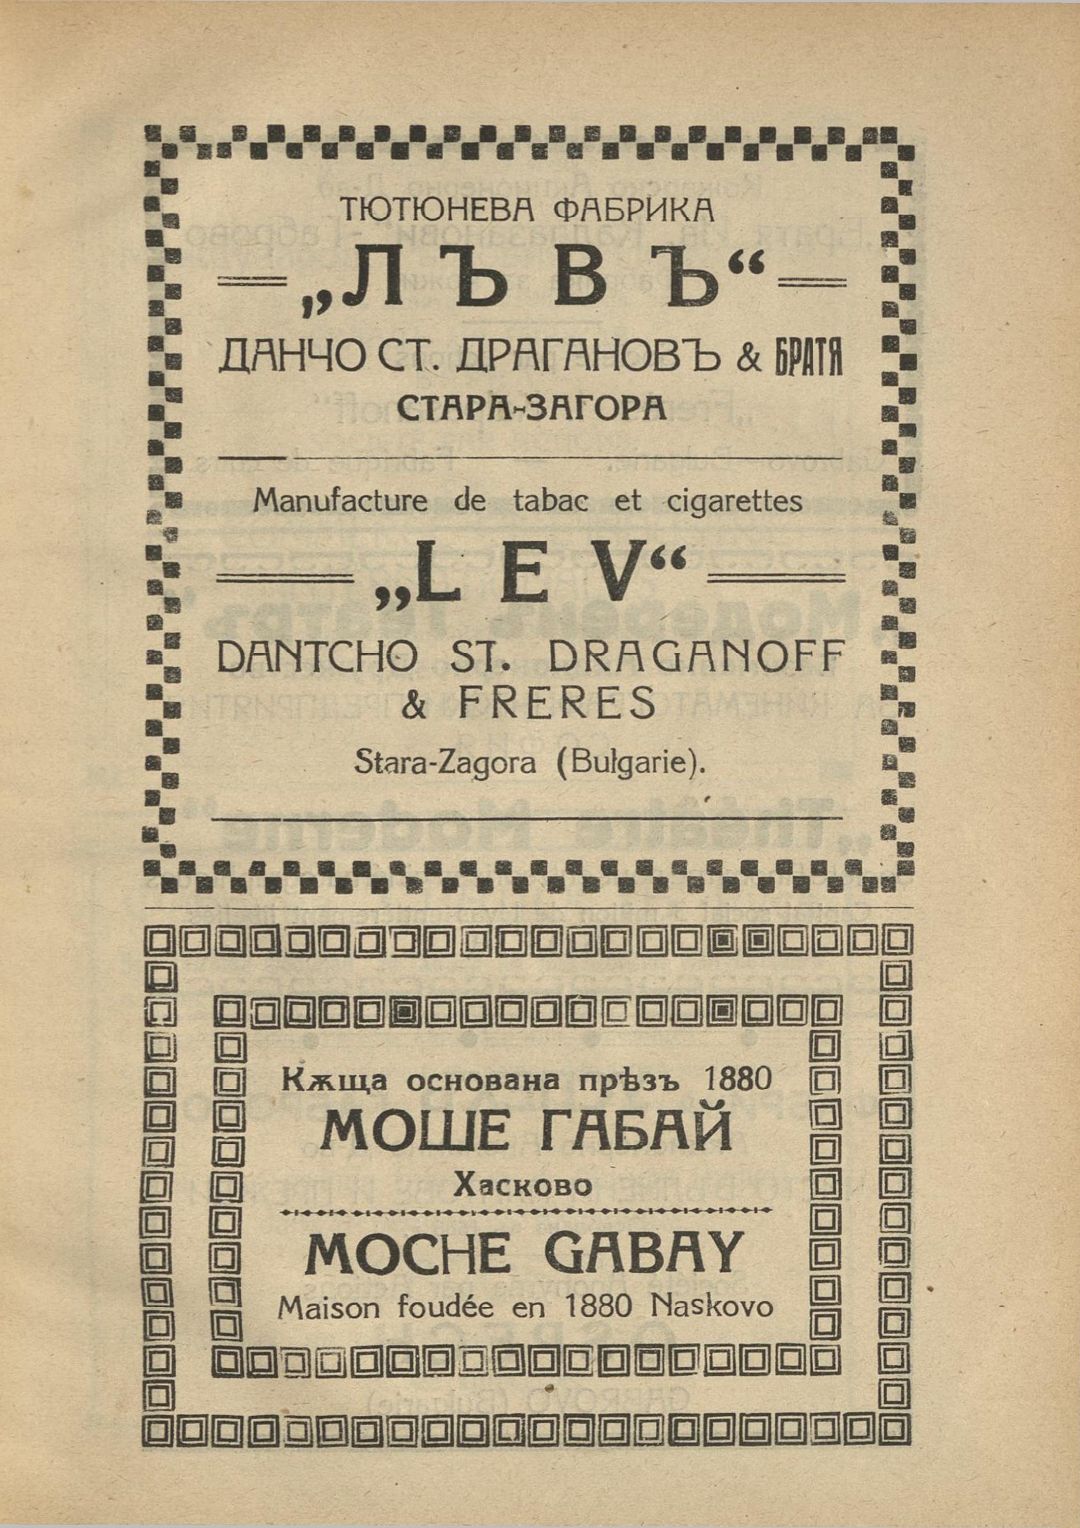 ТЮТЮНЕВА ФАБРИКА
„ЛЪВЪ“
ДАНЧО СТ. ДРАГАНОВЪ & БРАТЯ
СТАРА-ЗАГОРА
Manufacture de tabac et cigarettes
„LEV“
DANTCHO ST. DRAGANOFF
& FRERES
Stara-Zagora (Bulgarie).
Кѫща основана прѣзъ 1880
МОШЕ ГАБАЙ
Хасково
MOCHE GABAY
Maison foudée en 1880 Naskovo